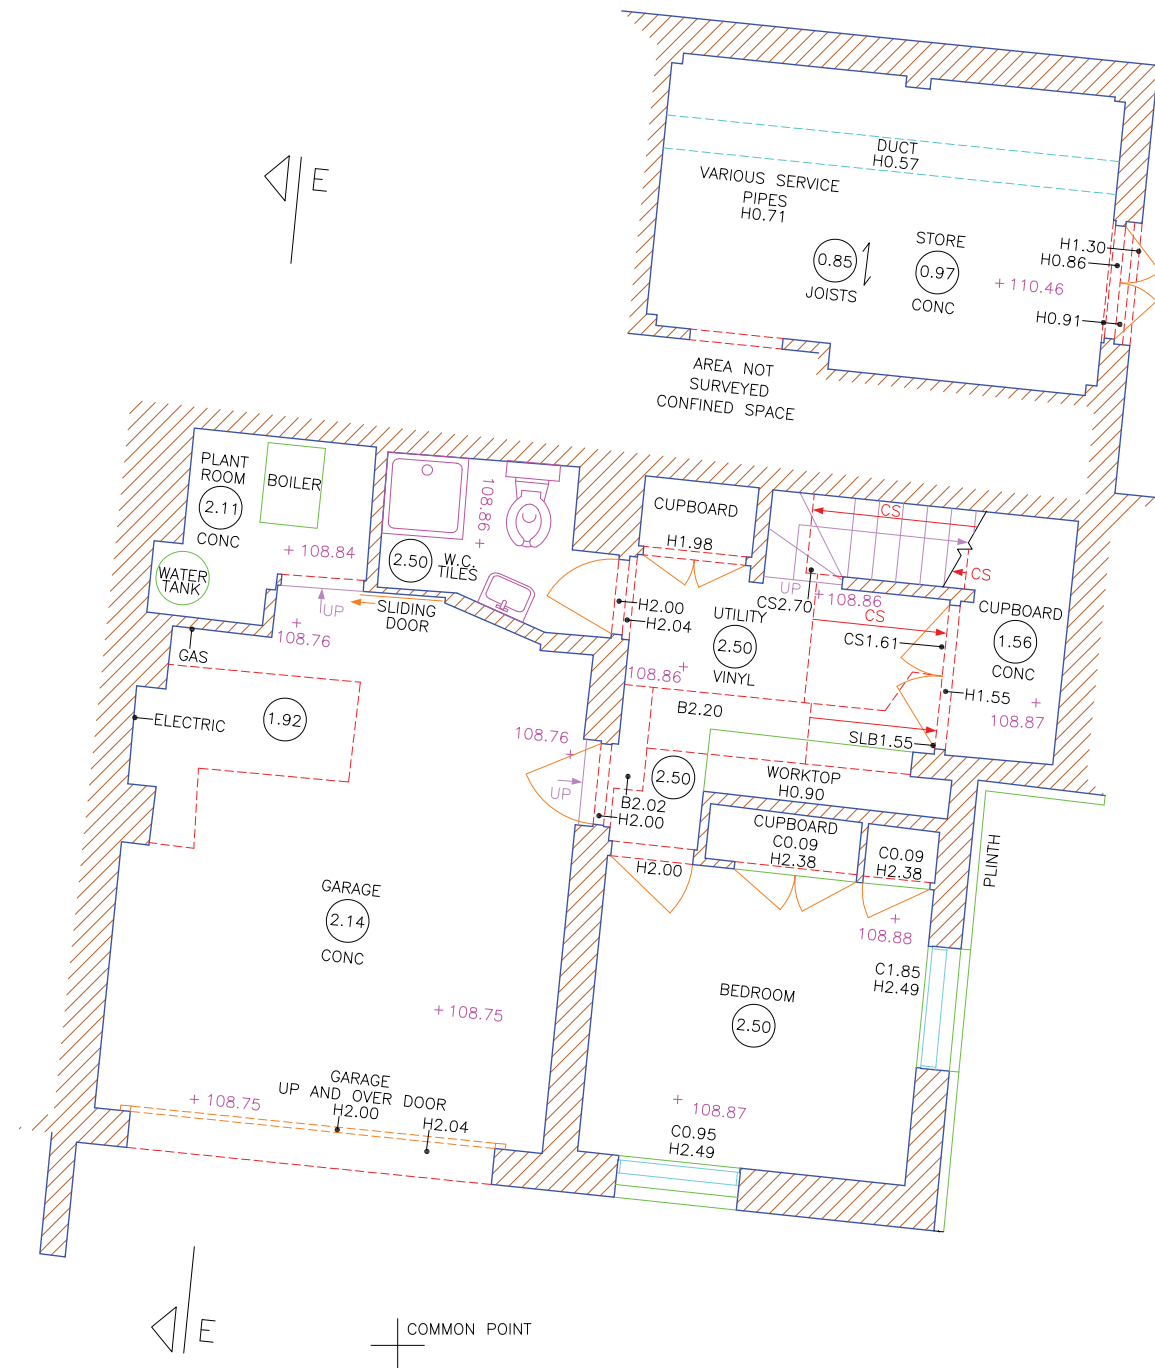 E
DUCT
H0.57
VARIOUS SERVICE
PIPES
H0.71
STORE
0.97
CONC
0.85
JOISTS
H1.30
H0.86
+ 110.46
H0.91
AREA NOT
SURVEYED
CONFINED SPACE
PLANT
ROOM
2.11
CONC
BOILER
+ 108.84
WATER
TANK
108.86 +
2.50
W.C.
TILES
CUPBOARD
H1.98
CS
CS
UP
CS2.70
+ 108.86
CS
CS1.61
CUPBOARD
1.56
CONC
H1.55
+
108.87
SLB1.55
UP
SLIDING
DOOR
+
108.76
GAS
ELECTRIC
1.92
H2.00
H2.04
UTILITY
2.50
VINYL
+
108.86
B2.20
108.76
+
UP
2.50
B2.02
H2.00
WORKTOP
H0.90
CUPBOARD
C0.09
H2.38
C0.09
H2.38
H2.00
PLINTH
GARAGE
2.14
CONC
+
108.88
C1.85
H2.49
BEDROOM
2.50
+ 108.75
+ 108.75
GARAGE
UP AND OVER DOOR
H2.00
H2.04
+ 108.87
C0.95
H2.49
E
COMMON POINT